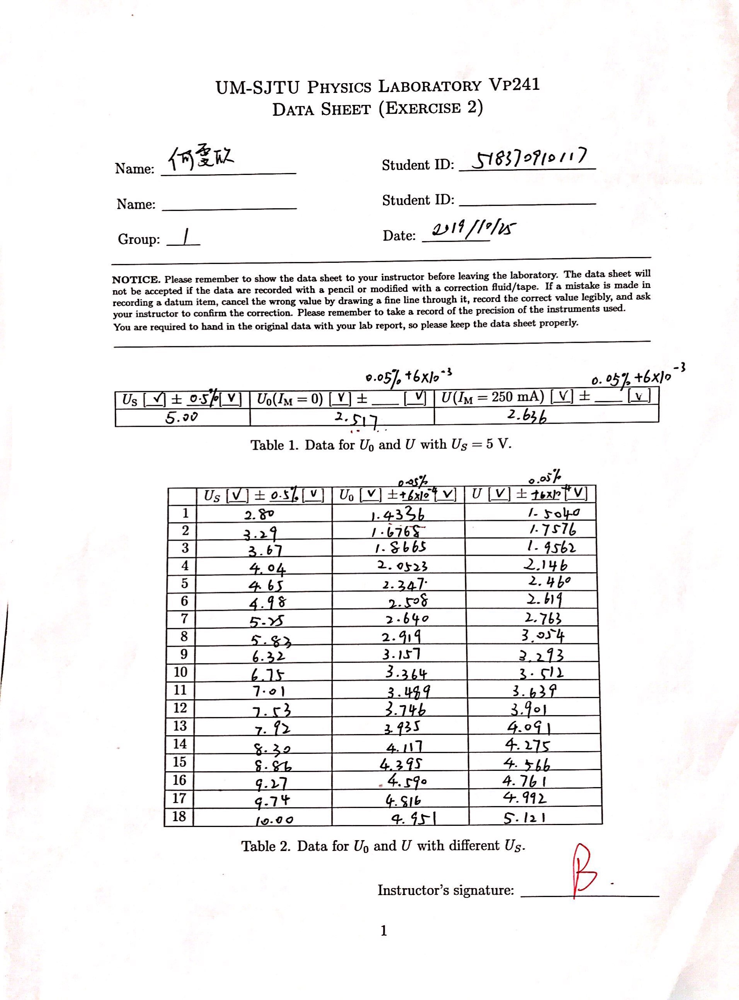 UM-SJTU PHYSICS LABORATORY VP241
DATA SHEET (EXERCISE 2)
Name: 何雯欣 Student ID: 518370910117
Name: Student ID:
Group: 1 Date: 2019/10/25
NOTICE. Please remember to show the data sheet to your instructor before leaving the laboratory. The data sheet will
not be accepted if the data are recorded with a pencil or modified with a correction fluid/tape. If a mistake is made in
recording a datum item, cancel the wrong value by drawing a fine line through it, record the correct value legibly, and ask
your instructor to confirm the correction. Please remember to take a record of the precision of the instruments used.
You are required to hand in the original data with your lab report, so please keep the data sheet properly.
0.05% +6×10⁻³ 0.05% +6×10⁻³
U_S [V] ± 0.5% [V] U₀(I_M = 0) [V] ± [V] U(I_M = 250 mA) [V] ± [V]
5.00 2.517 2.636
Table 1. Data for U₀ and U with U_S = 5 V.
0.05% 0.05%
U_S [V] ± 0.5% [V] U₀ [V] ± +6×10⁻⁴ [V] U [V] ± +6×10⁻⁴ [V]
1 2.80 1.4336 1.5040
2 3.29 1.6768 1.7576
3 3.67 1.8665 1.9562
4 4.04 2.0523 2.146
5 4.65 2.347 2.460
6 4.98 2.508 2.619
7 5.25 2.640 2.763
8 5.83 2.919 3.054
9 6.32 3.157 3.293
10 6.75 3.364 3.512
11 7.01 3.489 3.639
12 7.53 3.746 3.901
13 7.92 3.935 4.091
14 8.30 4.117 4.275
15 8.86 4.395 4.566
16 9.27 4.590 4.761
17 9.74 4.816 4.992
18 10.00 4.951 5.121
Table 2. Data for U₀ and U with different U_S.
Instructor's signature: B.
1